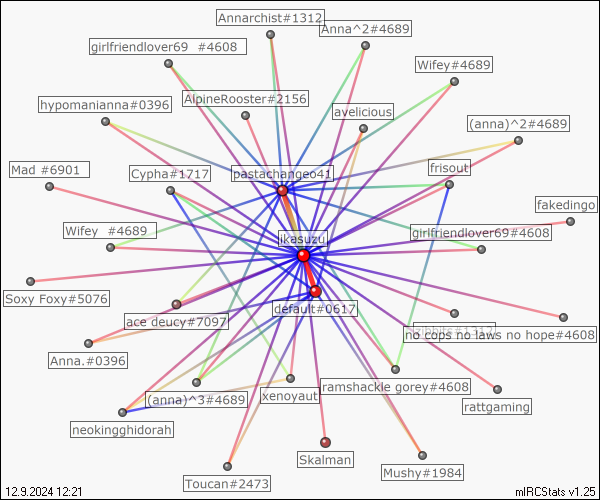 Annarchist#1312
Anna^2#4689
girlfriendlover69 #4608
Wifey#4689
AlpineRooster#2156
hypomanianna#0396
avelicious
(anna)^2#4689
Mad #6901
Cypha#1717
pastachangeo41
frisout
fakedingo
Wifey #4689
ikesuzu
girlfriendlover69#4608
Soxy Foxy#5076
ace deucy#7097
default#0617
no cops no laws no hope#4608
Anna.#0396
ramshackle gorey#4608
(anna)^3#4689
xenoyaut
rattgaming
neokingghidorah
Skalman
Mushy#1984
Toucan#2473
12.9.2024 12:21
mIRCStats v1.25